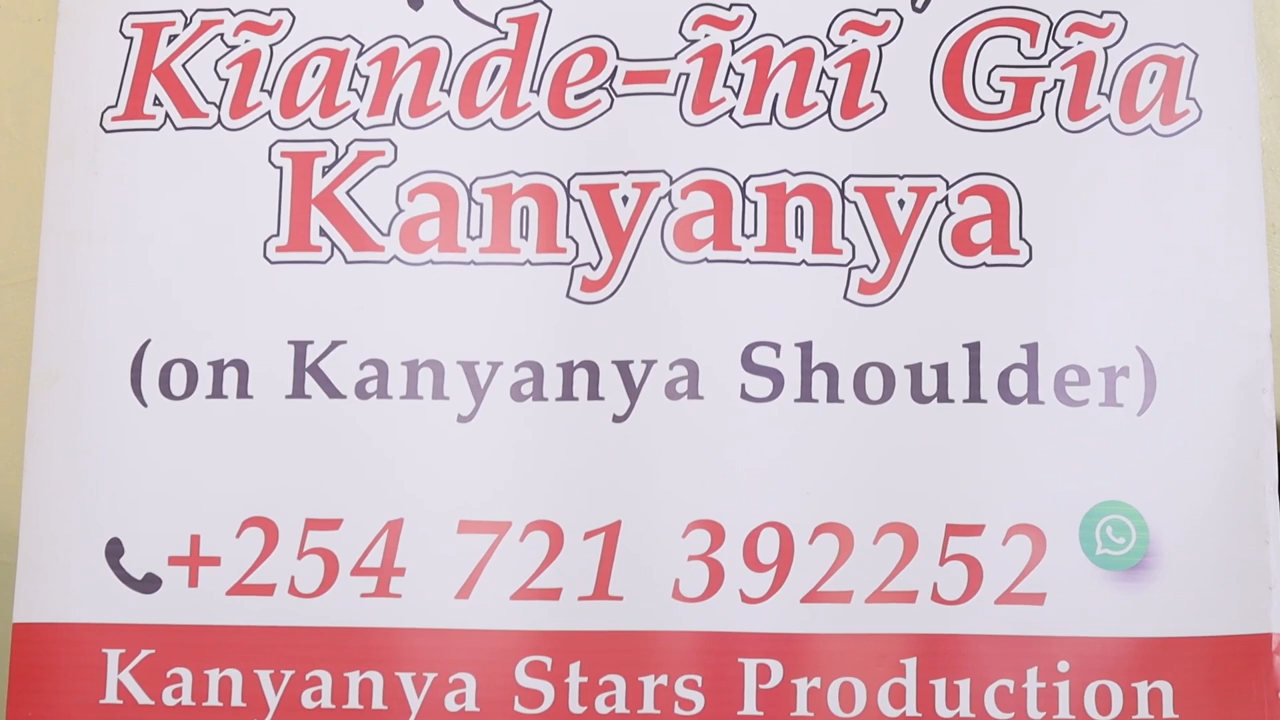 Kĩande-ĩnĩ Gĩa
Kanyanya
(on Kanyanya Shoulder)
+254 721 392252
Kanyanya Stars Production